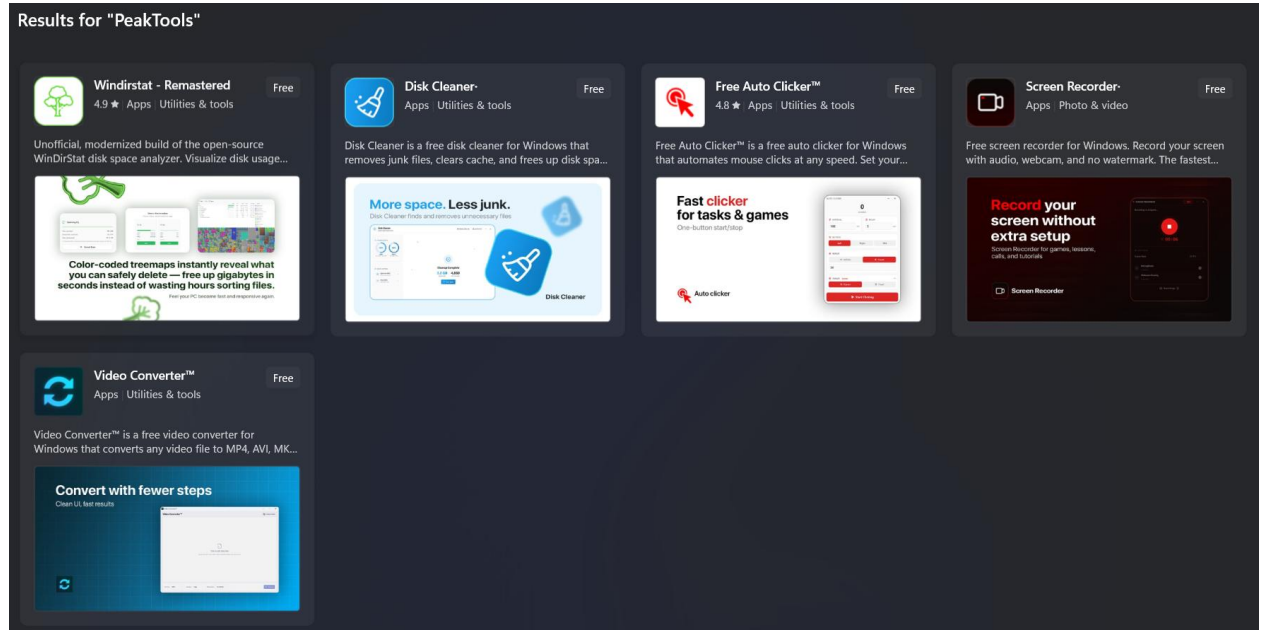 Results for "PeakTools"
Windirstat - Remastered
Free
4.9 ★ Apps Utilities & tools
Unofficial, modernized build of the open-source
WinDirStat disk space analyzer. Visualize disk usage...
Color-coded treemaps instantly reveal what
you can safely delete — free up gigabytes in
seconds instead of wasting hours sorting files.
Feel your PC become fast and responsive again
Disk Cleaner·
Free
Apps Utilities & tools
Disk Cleaner is a free disk cleaner for Windows that
removes junk files, clears cache, and frees up disk spa...
More space. Less junk.
Disk Cleaner finds and removes unnecessary files
Disk Cleaner
Free Auto Clicker™
Free
4.8 ★ Apps Utilities & tools
Free Auto Clicker™ is a free auto clicker for Windows
that automates mouse clicks at any speed. Set your...
Fast clicker
for tasks & games
One-button start/stop
0
Auto clicker
Screen Recorder·
Free
Apps Photo & video
Free screen recorder for Windows. Record your screen
with audio, webcam, and no watermark. The fastest...
Record your
screen without
extra setup
Screen Recorder for games, lessons,
calls, and tutorials
Screen Recorder
Video Converter™
Free
Apps Utilities & tools
Video Converter™ is a free video converter for
Windows that converts any video file to MP4, AVI, MK...
Convert with fewer steps
Clean UI, fast results